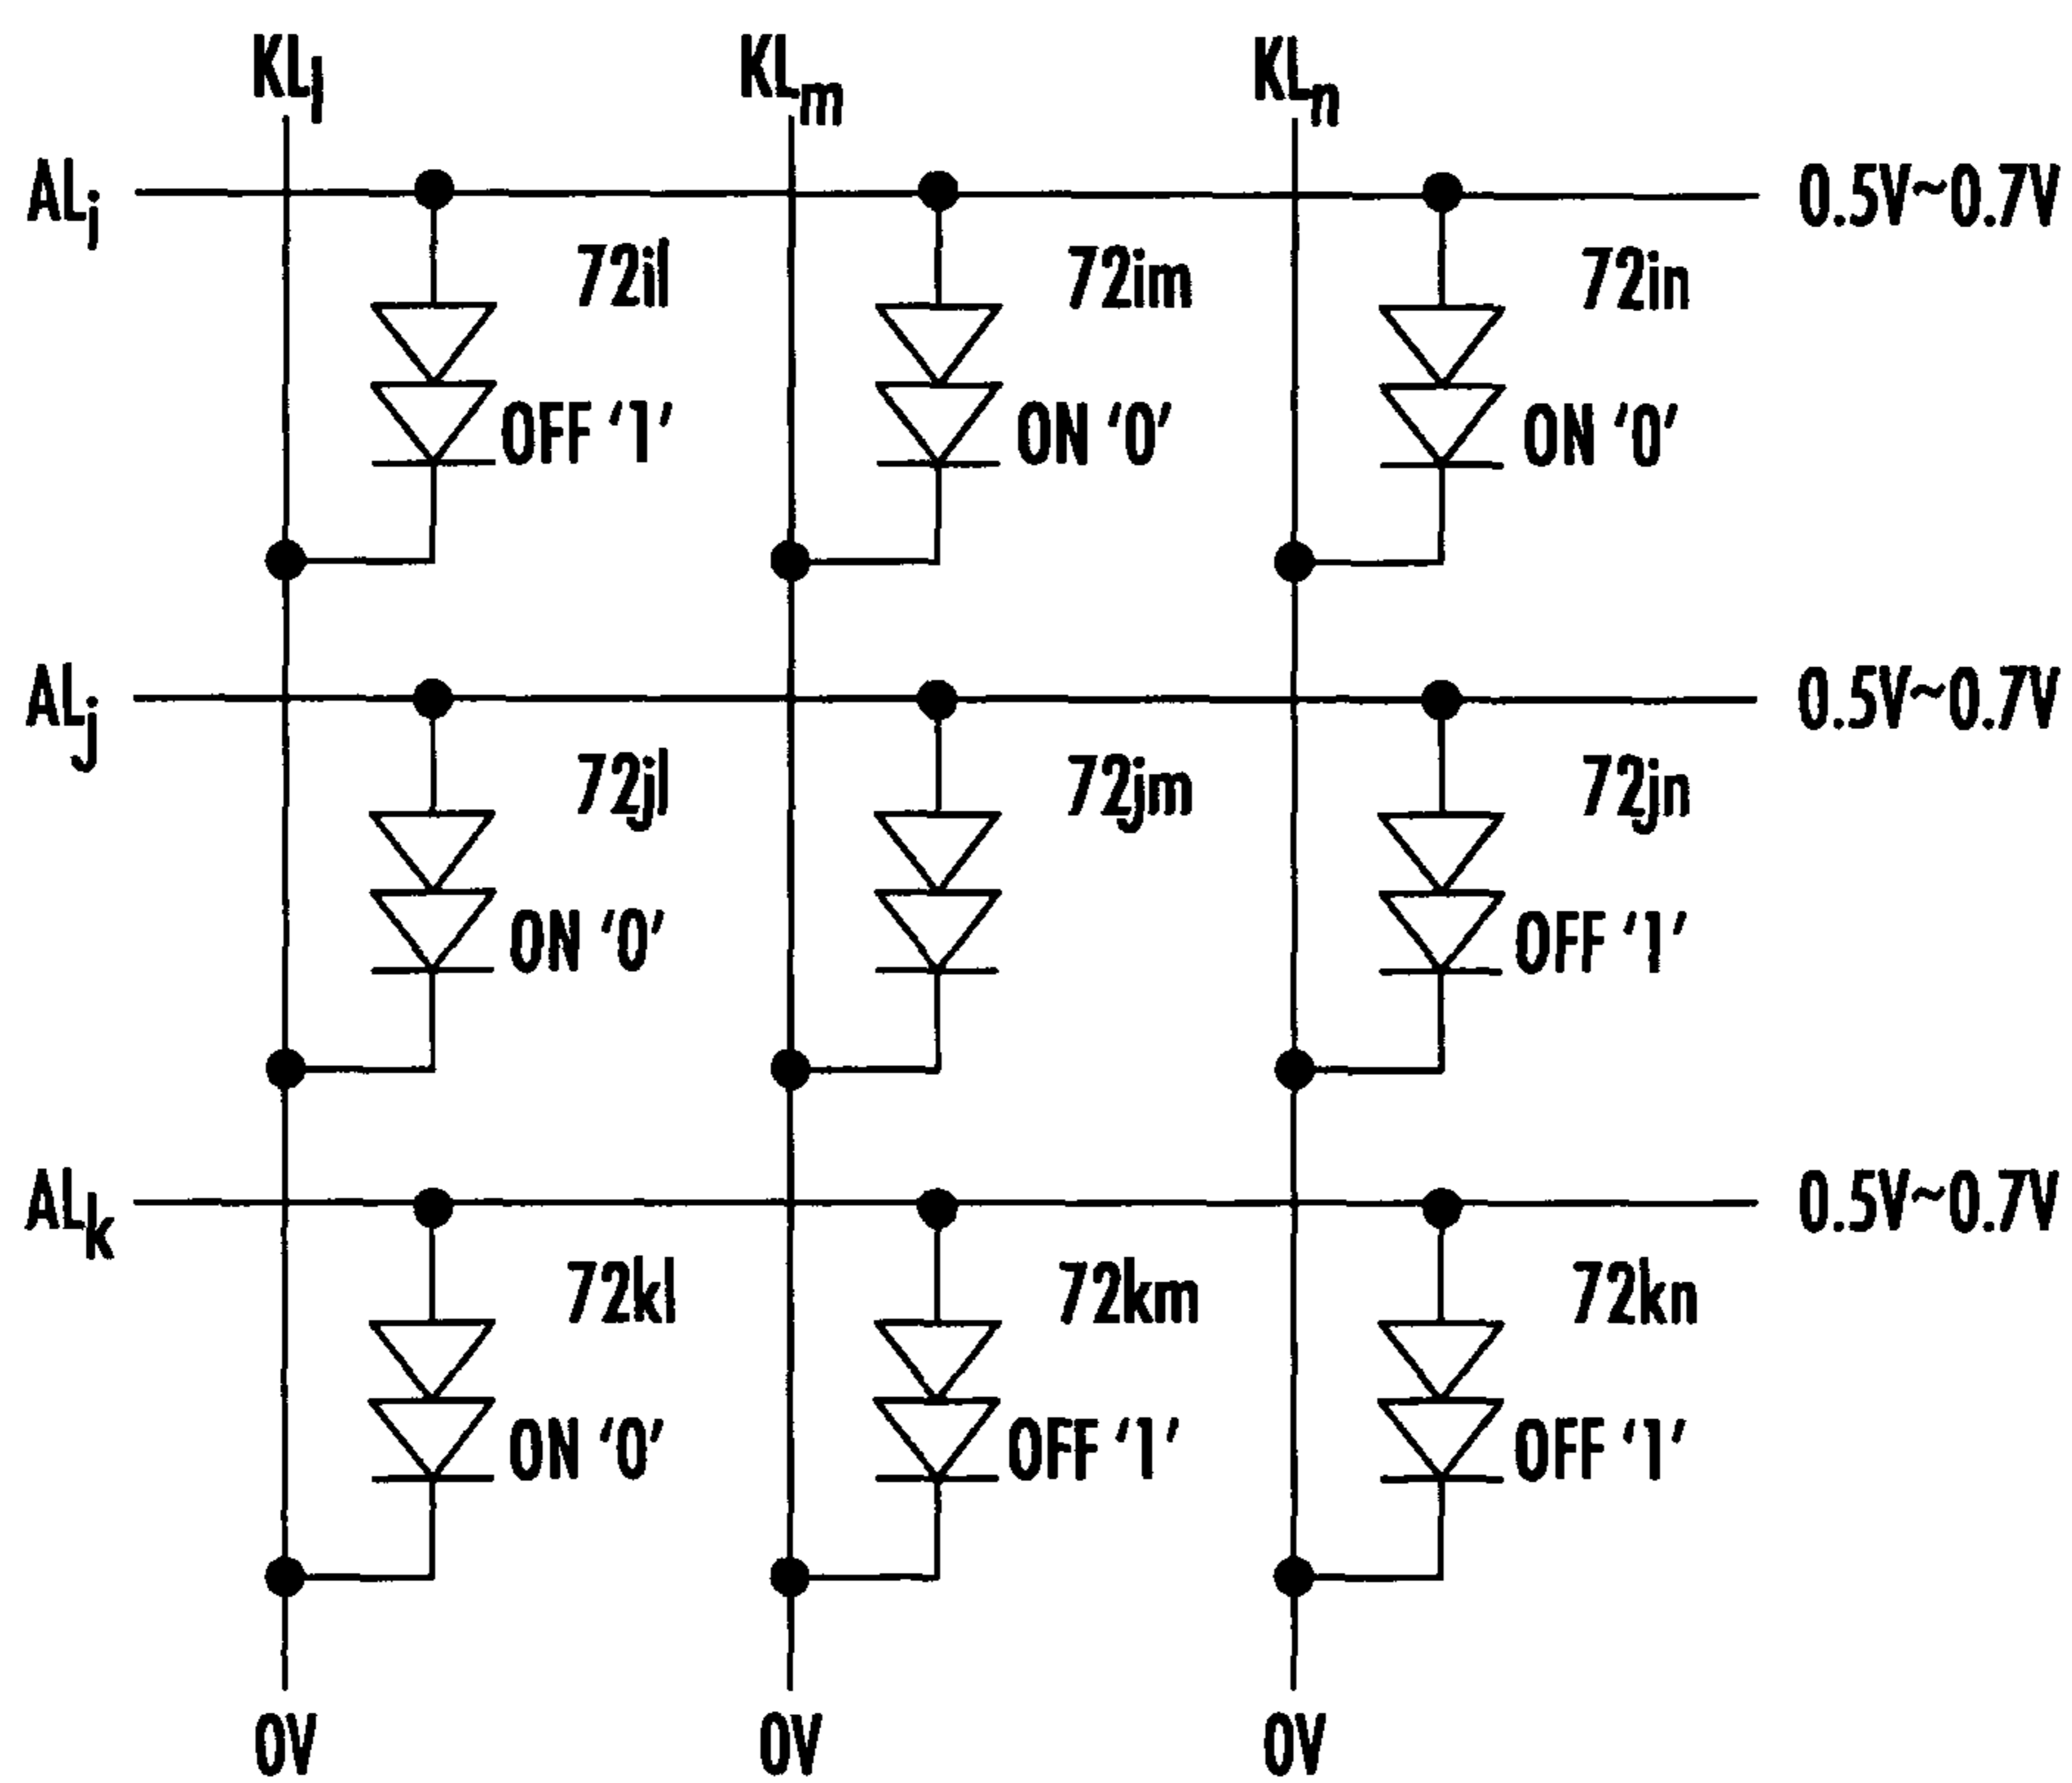 KLl KLm KLn
ALi 0.5V~0.7V
72il 72im 72in
OFF ‘1’ ON ‘0’ ON ‘0’
ALj 0.5V~0.7V
72jl 72jm 72jn
ON ‘0’ OFF ‘1’
ALk 0.5V~0.7V
72kl 72km 72kn
ON ‘0’ OFF ‘1’ OFF ‘1’
0V 0V 0V